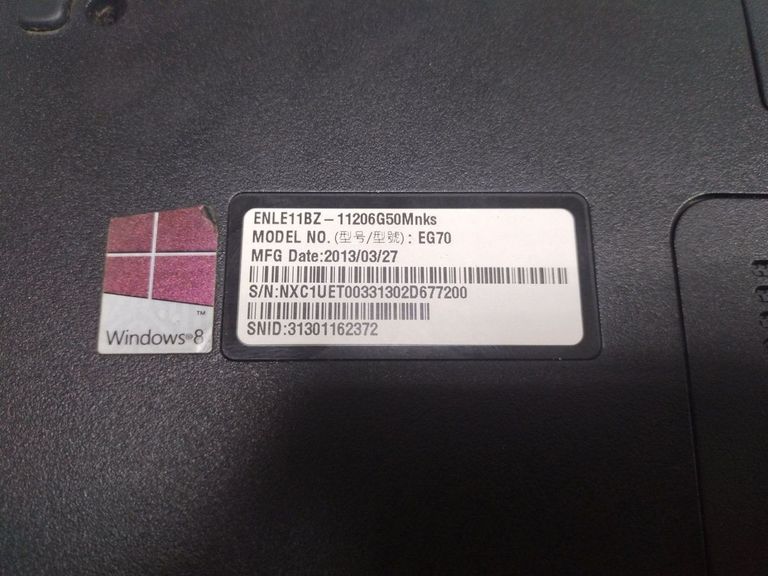 ENLE11BZ – 11206G50Mnks
MODEL NO. (型号/型號) : EG70
MFG Date:2013/03/27
S/N:NXC1UET00331302D677200
SNID:31301162372
Windows®8
™